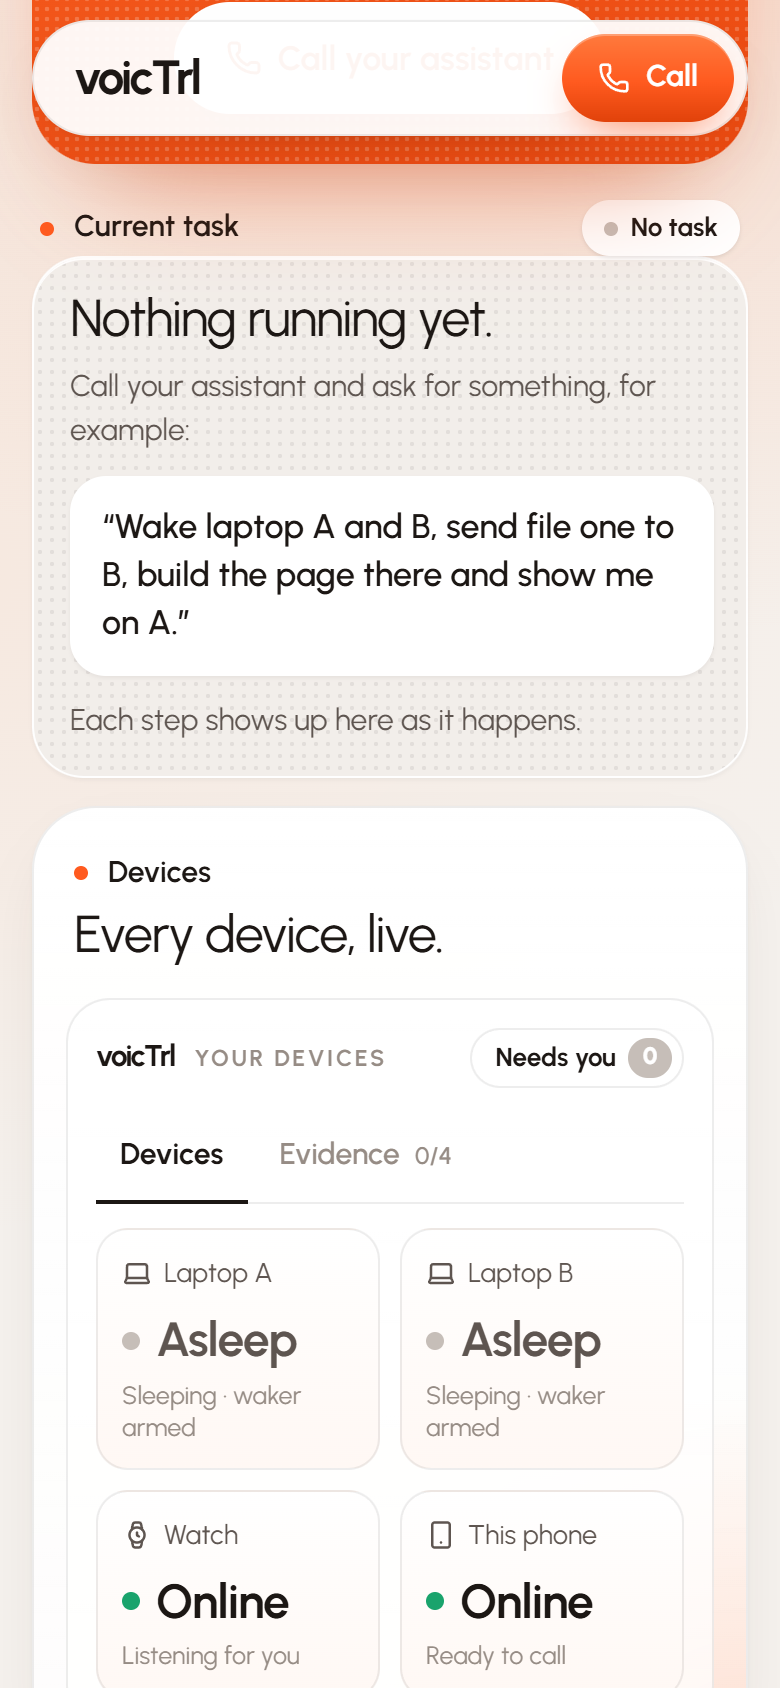 Call your assistant
voicTrl
Call
Current task
No task
Nothing running yet.
Call your assistant and ask for something, for
example:
“Wake laptop A and B, send file one to
B, build the page there and show me
on A.”
Each step shows up here as it happens.
Devices
Every device, live.
voicTrl YOUR DEVICES
Needs you 0
Devices
Evidence 0/4
Laptop A
Asleep
Sleeping · waker
armed
Laptop B
Asleep
Sleeping · waker
armed
Watch
Online
Listening for you
This phone
Online
Ready to call